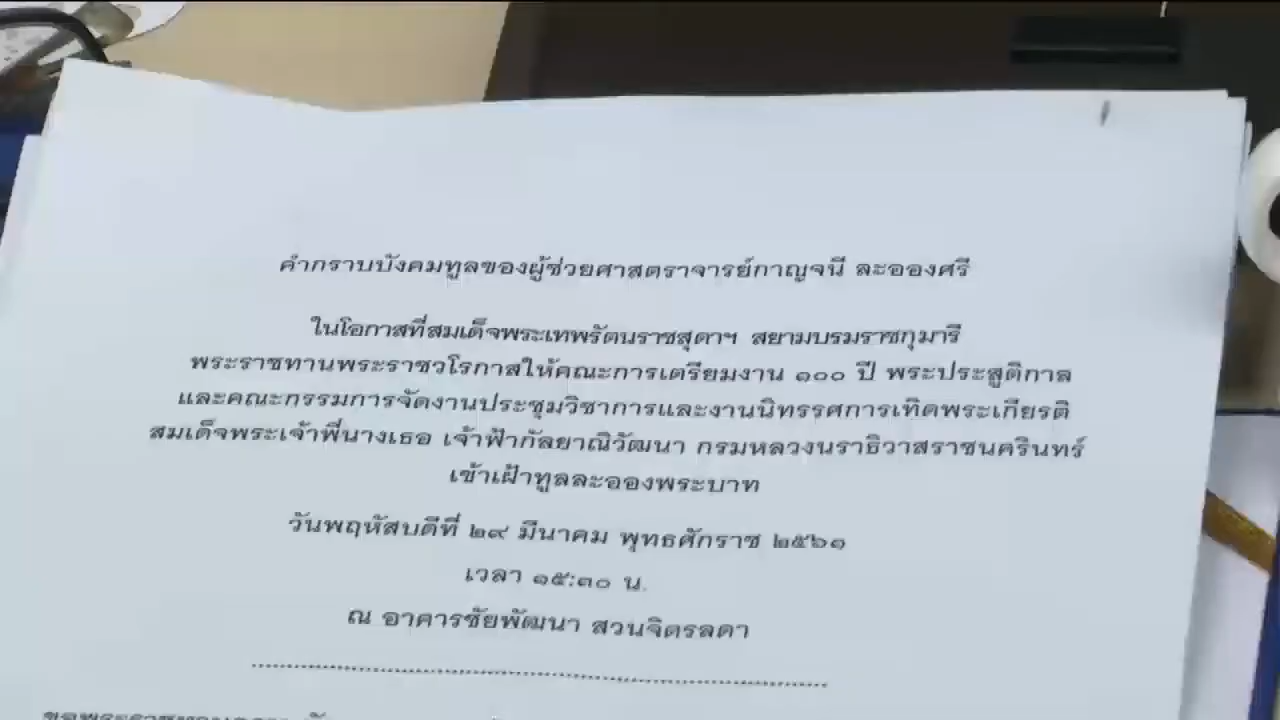 คำกราบบังคมทูลของผู้ช่วยศาสตราจารย์กาญจนี ละอองศรี
ในโอกาสที่สมเด็จพระเทพรัตนราชสุดาฯ สยามบรมราชกุมารี
พระราชทานพระราชวโรกาสให้คณะการเตรียมงาน ๑๐๐ ปี พระประสูติกาล
และคณะกรรมการจัดงานประชุมวิชาการและงานนิทรรศการเทิดพระเกียรติ
สมเด็จพระเจ้าพี่นางเธอ เจ้าฟ้ากัลยาณิวัฒนา กรมหลวงนราธิวาสราชนครินทร์
เข้าเฝ้าทูลละอองพระบาท
วันพฤหัสบดีที่ ๒๙ มีนาคม พุทธศักราช ๒๕๖๑
เวลา ๑๕:๓๐ น.
ณ อาคารชัยพัฒนา สวนจิตรลดา